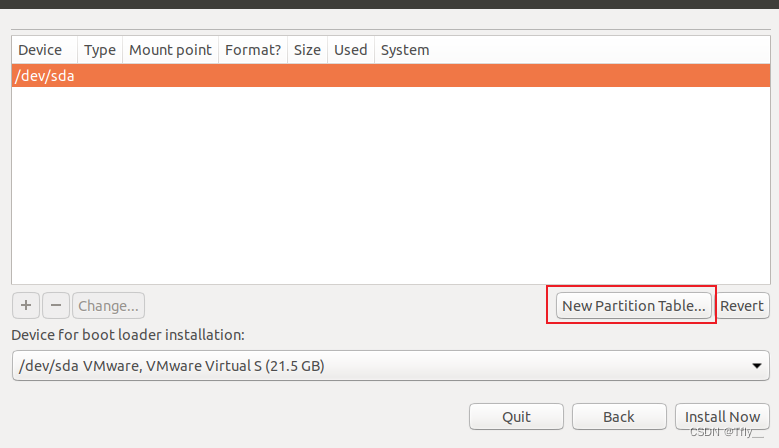 Device Type Mount point Format? Size Used System
/dev/sda
+ − Change... New Partition Table... Revert
Device for boot loader installation:
/dev/sda VMware, VMware Virtual S (21.5 GB)
Quit Back Install Now
CSDN @Tfly__